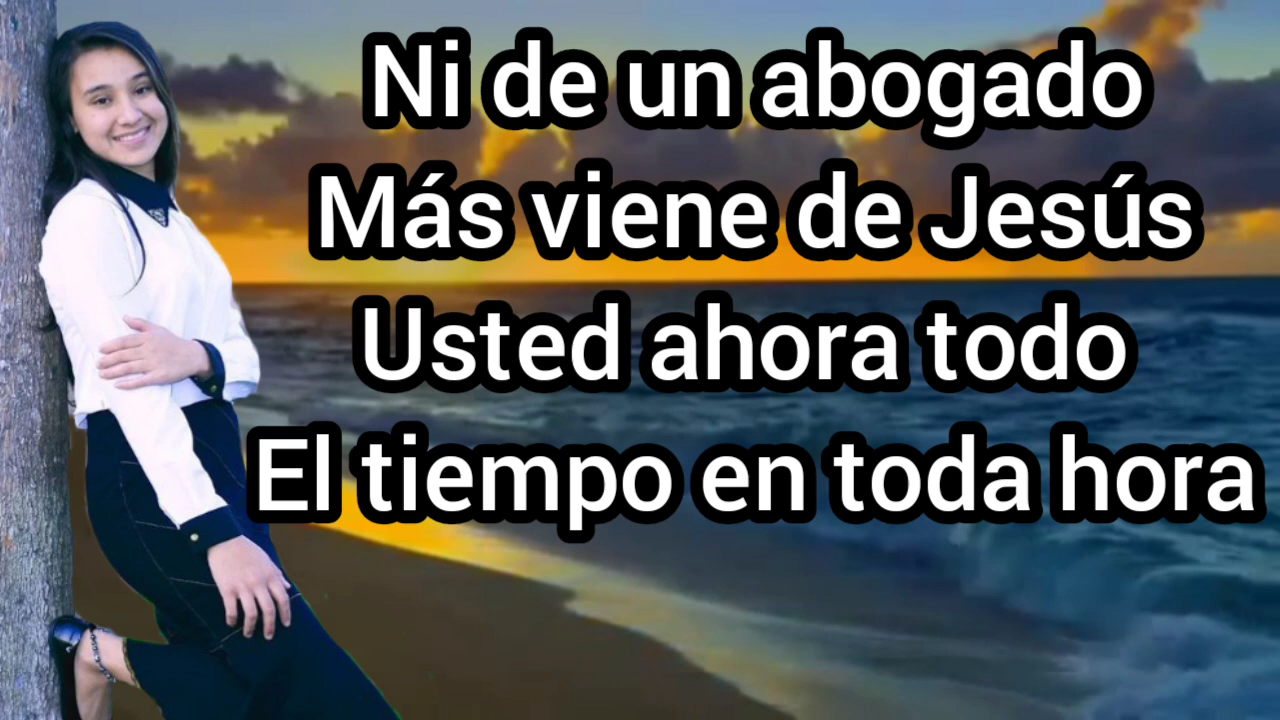 Ni de un abogado
Más viene de Jesús
Usted ahora todo
El tiempo en toda hora